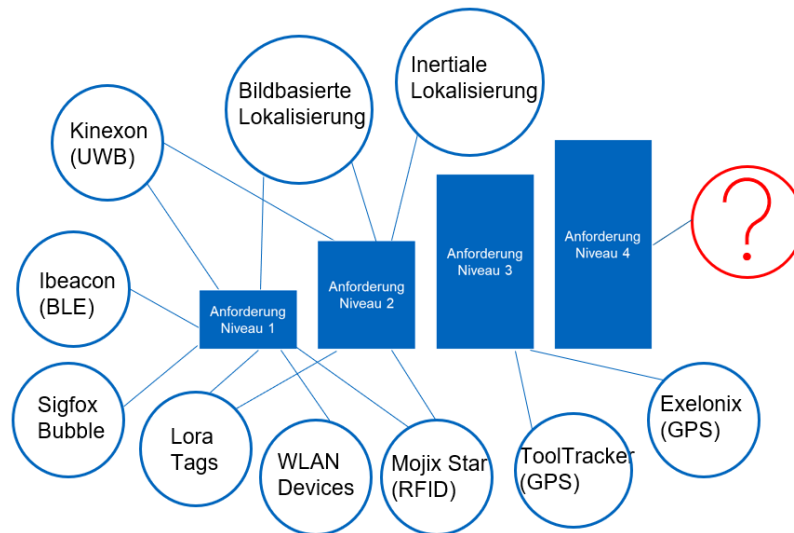 Inertiale
Lokalisierung
Bildbasierte
Lokalisierung
Kinexon
(UWB)
Anforderung
Niveau 4
?
Anforderung
Niveau 3
Anforderung
Niveau 2
Ibeacon
(BLE)
Anforderung
Niveau 1
Sigfox
Bubble
Lora
Tags
WLAN
Devices
Mojix Star
(RFID)
ToolTracker
(GPS)
Exelonix
(GPS)